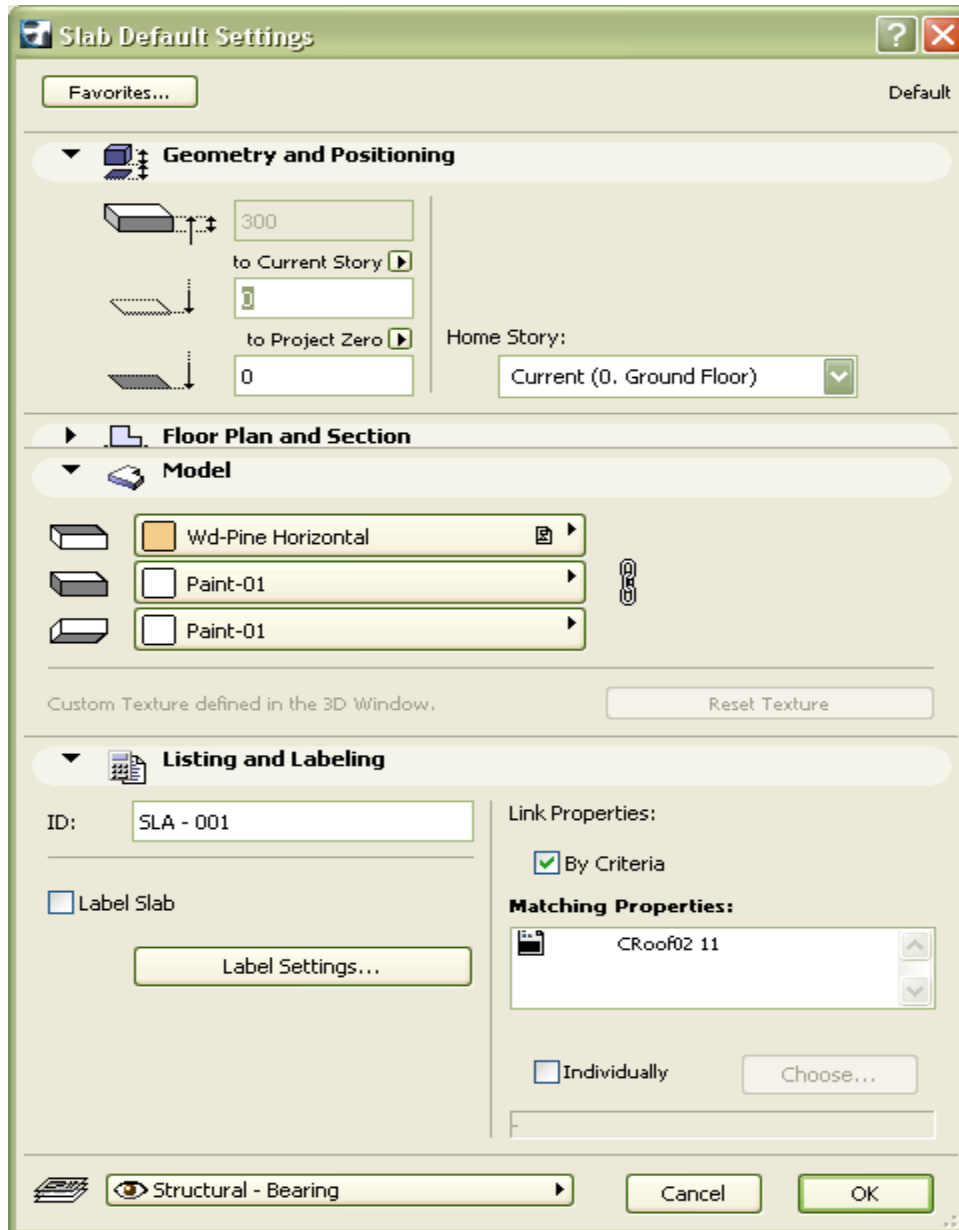 Slab Default Settings
Favorites...
Default
Geometry and Positioning
300
to Current Story
0
to Project Zero
0
Home Story:
Current (0. Ground Floor)
Floor Plan and Section
Model
Wd-Pine Horizontal
Paint-01
Paint-01
Custom Texture defined in the 3D Window.
Reset Texture
Listing and Labeling
ID:
SLA - 001
Label Slab
Label Settings...
Link Properties:
By Criteria
Matching Properties:
CRoof02 11
Individually
Choose...
-
Structural - Bearing
Cancel
OK